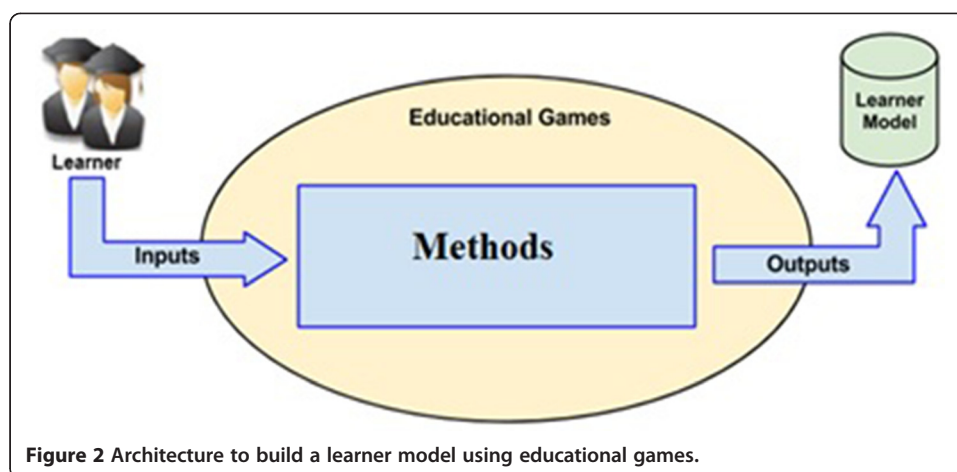 Educational Games
Learner
Model
Learner
Inputs
Methods
Outputs
Figure 2 Architecture to build a learner model using educational games.